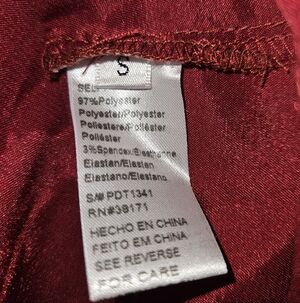 S
SELF
97%Polyester
Polyester/Polyester
Poliestere/Poliéster
Poliéster
3%Spandex/Elasthanne
Elastan/Elastan
Elastano/Elastano
S/# PDT1341
RN#38171
HECHO EN CHINA
FEITO EM CHINA
SEE REVERSE
FOR CARE